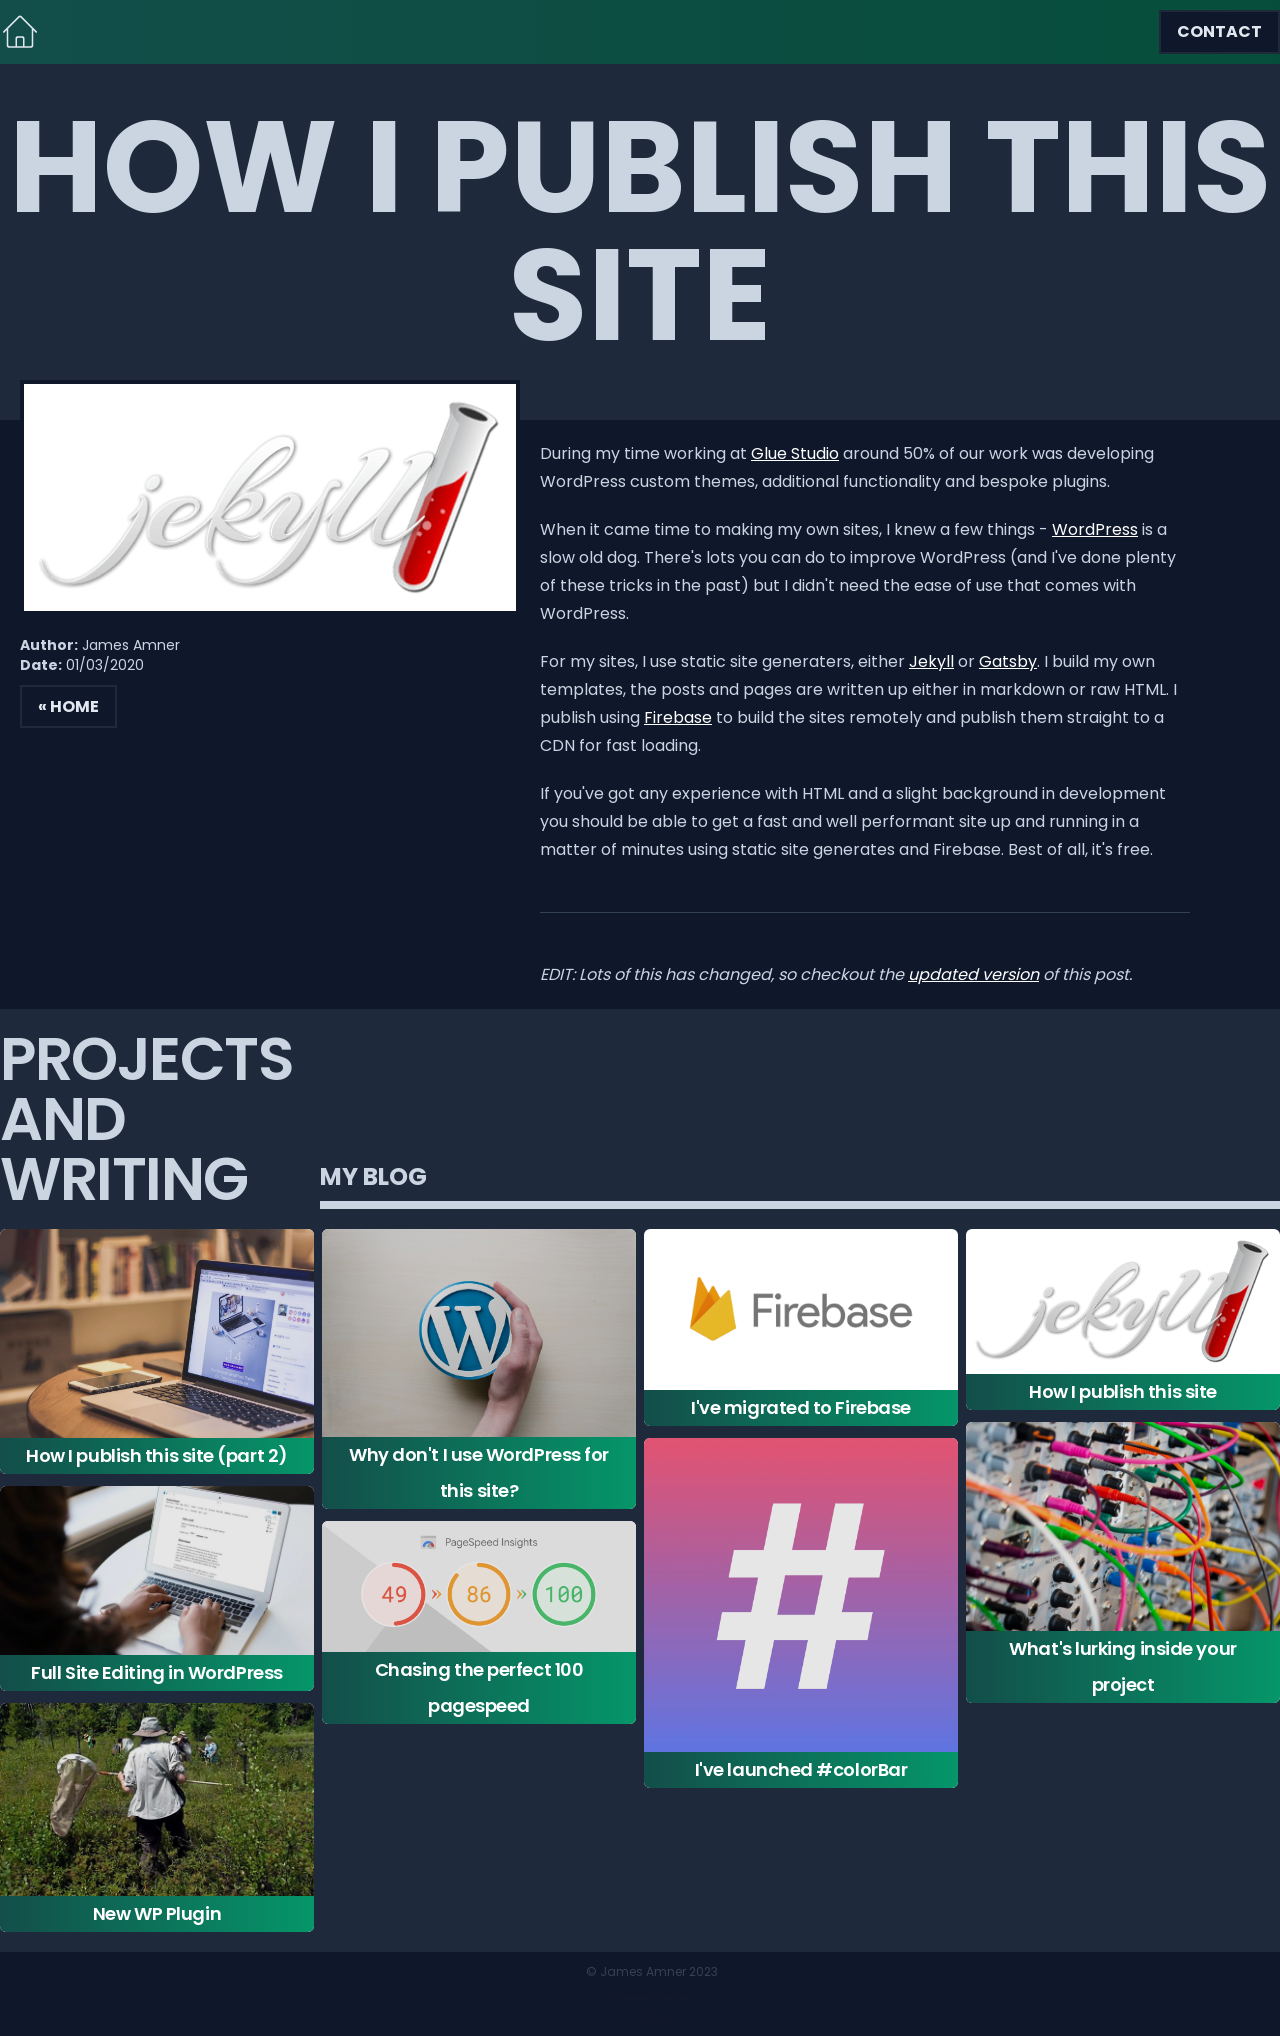 CONTACT
HOW I PUBLISH THIS
SITE
jekyll
During my time working at Glue Studio around 50% of our work was developing
WordPress custom themes, additional functionality and bespoke plugins.
When it came time to making my own sites, I knew a few things - WordPress is a
slow old dog. There's lots you can do to improve WordPress (and I've done plenty
of these tricks in the past) but I didn't need the ease of use that comes with
WordPress.
For my sites, I use static site generaters, either Jekyll or Gatsby. I build my own
templates, the posts and pages are written up either in markdown or raw HTML. I
publish using Firebase to build the sites remotely and publish them straight to a
CDN for fast loading.
If you've got any experience with HTML and a slight background in development
you should be able to get a fast and well performant site up and running in a
matter of minutes using static site generates and Firebase. Best of all, it's free.
EDIT: Lots of this has changed, so checkout the updated version of this post.
Author: James Amner
Date: 01/03/2020
« HOME
PROJECTS
AND
WRITING
MY BLOG
How I publish this site (part 2)
Full Site Editing in WordPress
New WP Plugin
W
Why don't I use WordPress for
this site?
PageSpeed Insights
49 » 86 » 100
Chasing the perfect 100
pagespeed
Firebase
I've migrated to Firebase
#
I've launched #colorBar
jekyll
How I publish this site
What's lurking inside your
project
© James Amner 2023